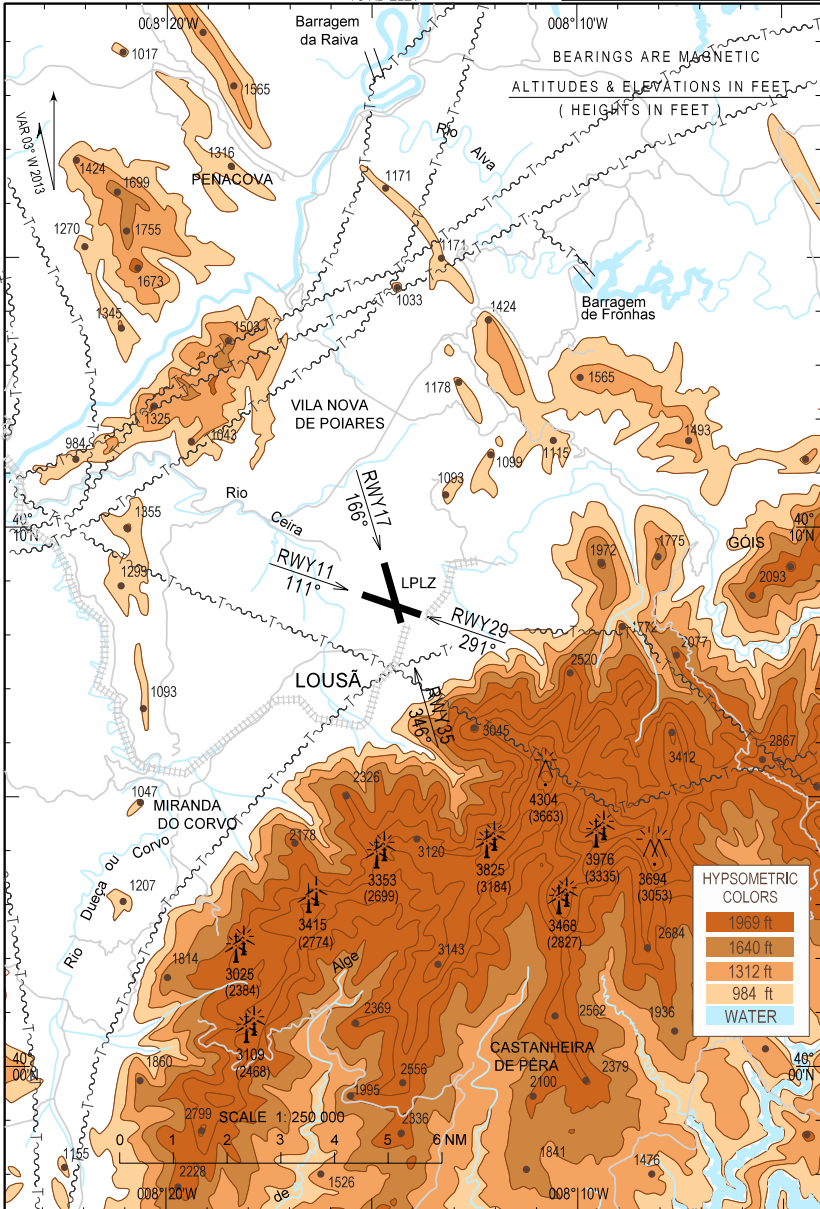 008° 20'W
008° 10'W
Barragem
da Raiva
BEARINGS ARE MAGNETIC
ALTITUDES & ELEVATIONS IN FEET
( HEIGHTS IN FEET )
1017
1565
VAR 03° W 2013
Rio
Alva
1424
1316
PENACOVA
1699
1171
1755
1270
1171
1673
1033
Barragem
de Fronhas
1345
1424
1503
1565
1178
1325
VILA NOVA
DE POIARES
1043
984
1493
1115
1099
1093
RWY17
166°
Rio
Ceira
1355
40°
10'N
40°
10'N
GÓIS
1775
1972
RWY11
111°
LPLZ
1299
2093
RWY29
291°
1772
2077
LOUSÃ
2520
1093
RWY35
346°
3045
3412
2867
2326
4304
(3663)
1047
MIRANDA
DO CORVO
2178
3120
3353
(2699)
3825
(3184)
3976
(3335)
3694
(3053)
Rio
Dueça ou
Corvo
1207
3415
(2774)
3468
(2827)
HYPSOMETRIC
COLORS
1969 ft
1640 ft
1312 ft
984 ft
WATER
2684
3025
(2384)
1814
Alge
3143
2369
2562
1936
3109
(2468)
CASTANHEIRA
DE PÊRA
40°
00'N
40°
00'N
1860
2556
2379
1995
2100
2799
SCALE 1: 250 000
2336
0 1 2 3 4 5 6 NM
1155
1841
1476
2228
1526
de
008° 20'W
008° 10'W